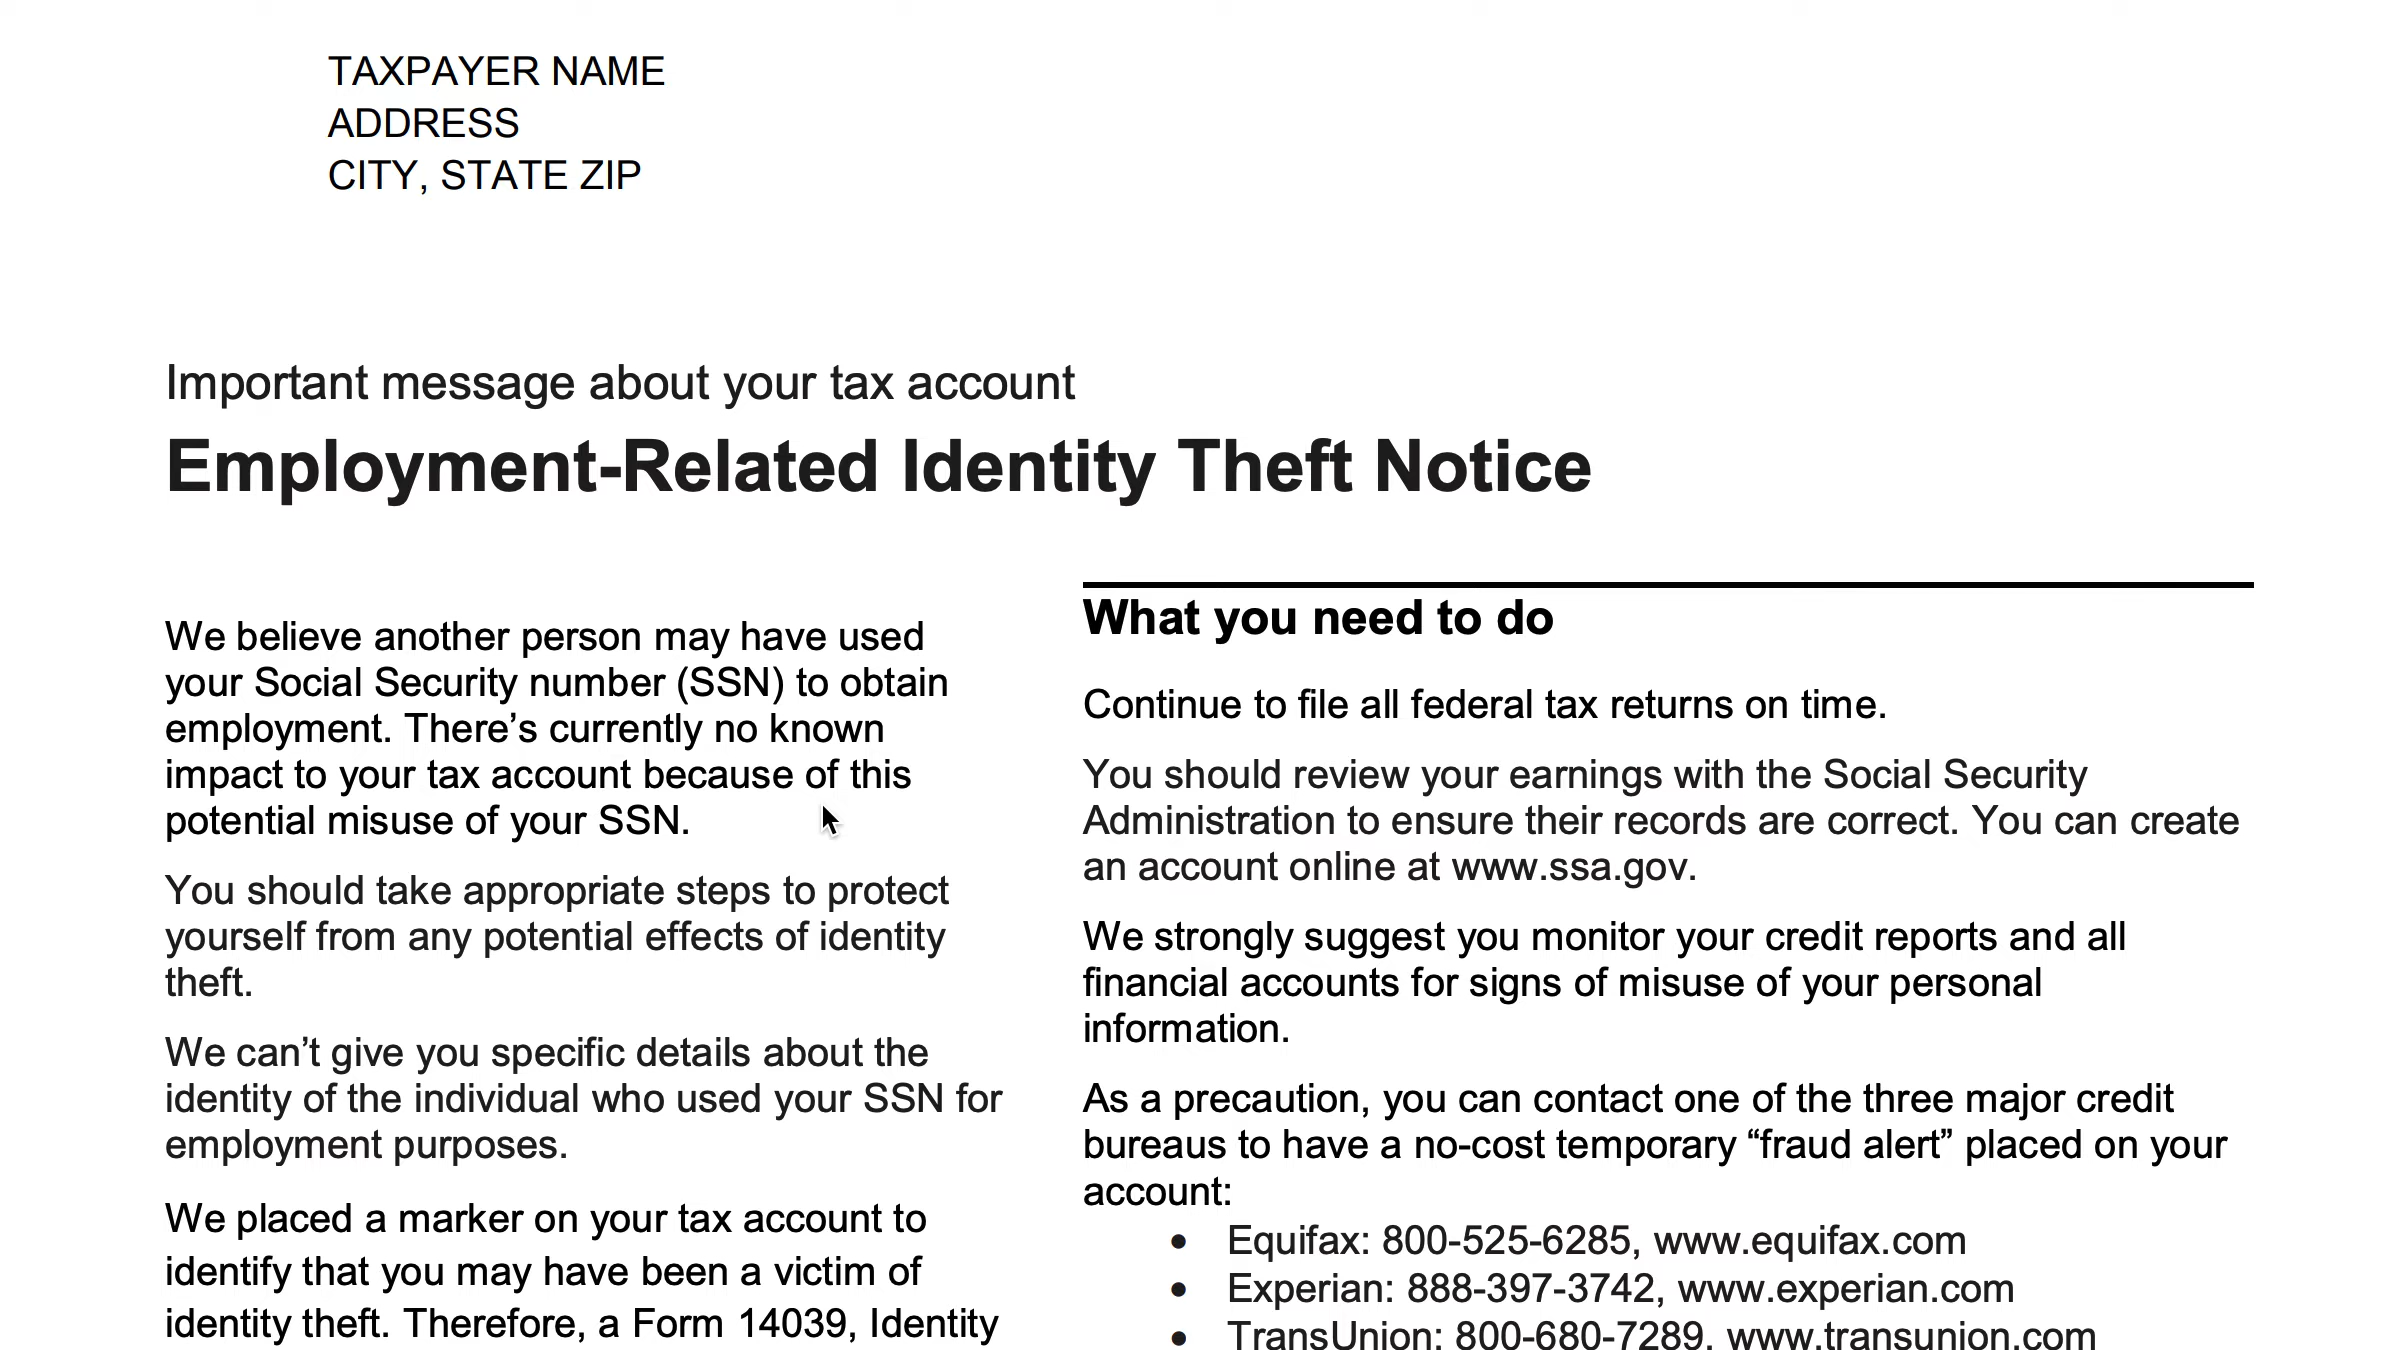 TAXPAYER NAME
ADDRESS
CITY, STATE ZIP
Important message about your tax account
Employment-Related Identity Theft Notice
We believe another person may have used
your Social Security number (SSN) to obtain
employment. There’s currently no known
impact to your tax account because of this
potential misuse of your SSN.
You should take appropriate steps to protect
yourself from any potential effects of identity
theft.
We can’t give you specific details about the
identity of the individual who used your SSN for
employment purposes.
We placed a marker on your tax account to
identify that you may have been a victim of
identity theft. Therefore, a Form 14039, Identity
What you need to do
Continue to file all federal tax returns on time.
You should review your earnings with the Social Security
Administration to ensure their records are correct. You can create
an account online at www.ssa.gov.
We strongly suggest you monitor your credit reports and all
financial accounts for signs of misuse of your personal
information.
As a precaution, you can contact one of the three major credit
bureaus to have a no-cost temporary “fraud alert” placed on your
account:
• Equifax: 800-525-6285, www.equifax.com
• Experian: 888-397-3742, www.experian.com
• TransUnion: 800-680-7289, www.transunion.com